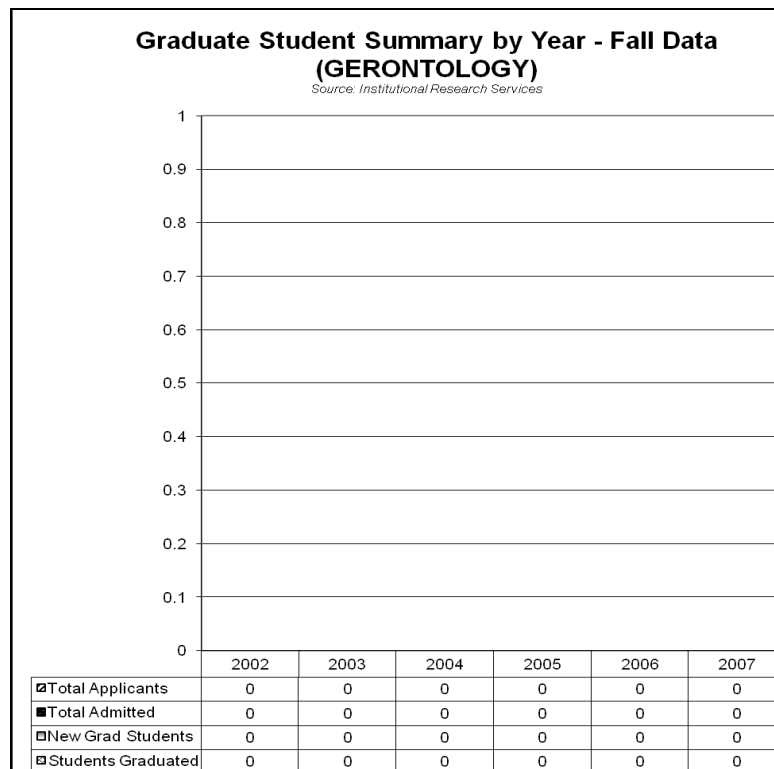 Graduate Student Summary by Year - Fall Data
(GERONTOLOGY)
Source: Institutional Research Services
1
0.9
0.8
0.7
0.6
0.5
0.4
0.3
0.2
0.1
0
2002 2003 2004 2005 2006 2007
Total Applicants 0 0 0 0 0 0
Total Admitted 0 0 0 0 0 0
New Grad Students 0 0 0 0 0 0
Students Graduated 0 0 0 0 0 0